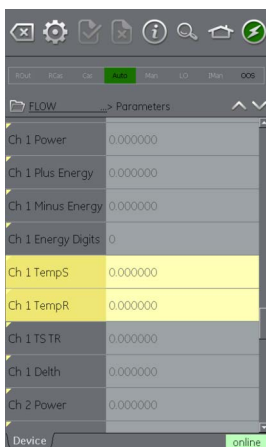 ROut RCas Cas Auto Man LO IMan OOS
FLOW ...> Parameters
Ch 1 Power 0.000000
Ch 1 Plus Energy 0.000000
Ch 1 Minus Energy 0.000000
Ch 1 Energy Digits 0
Ch 1 TempS 0.000000
Ch 1 TempR 0.000000
Ch 1 TS TR 0.000000
Ch 1 Delth 0.000000
Ch 2 Power 0.000000
Device online